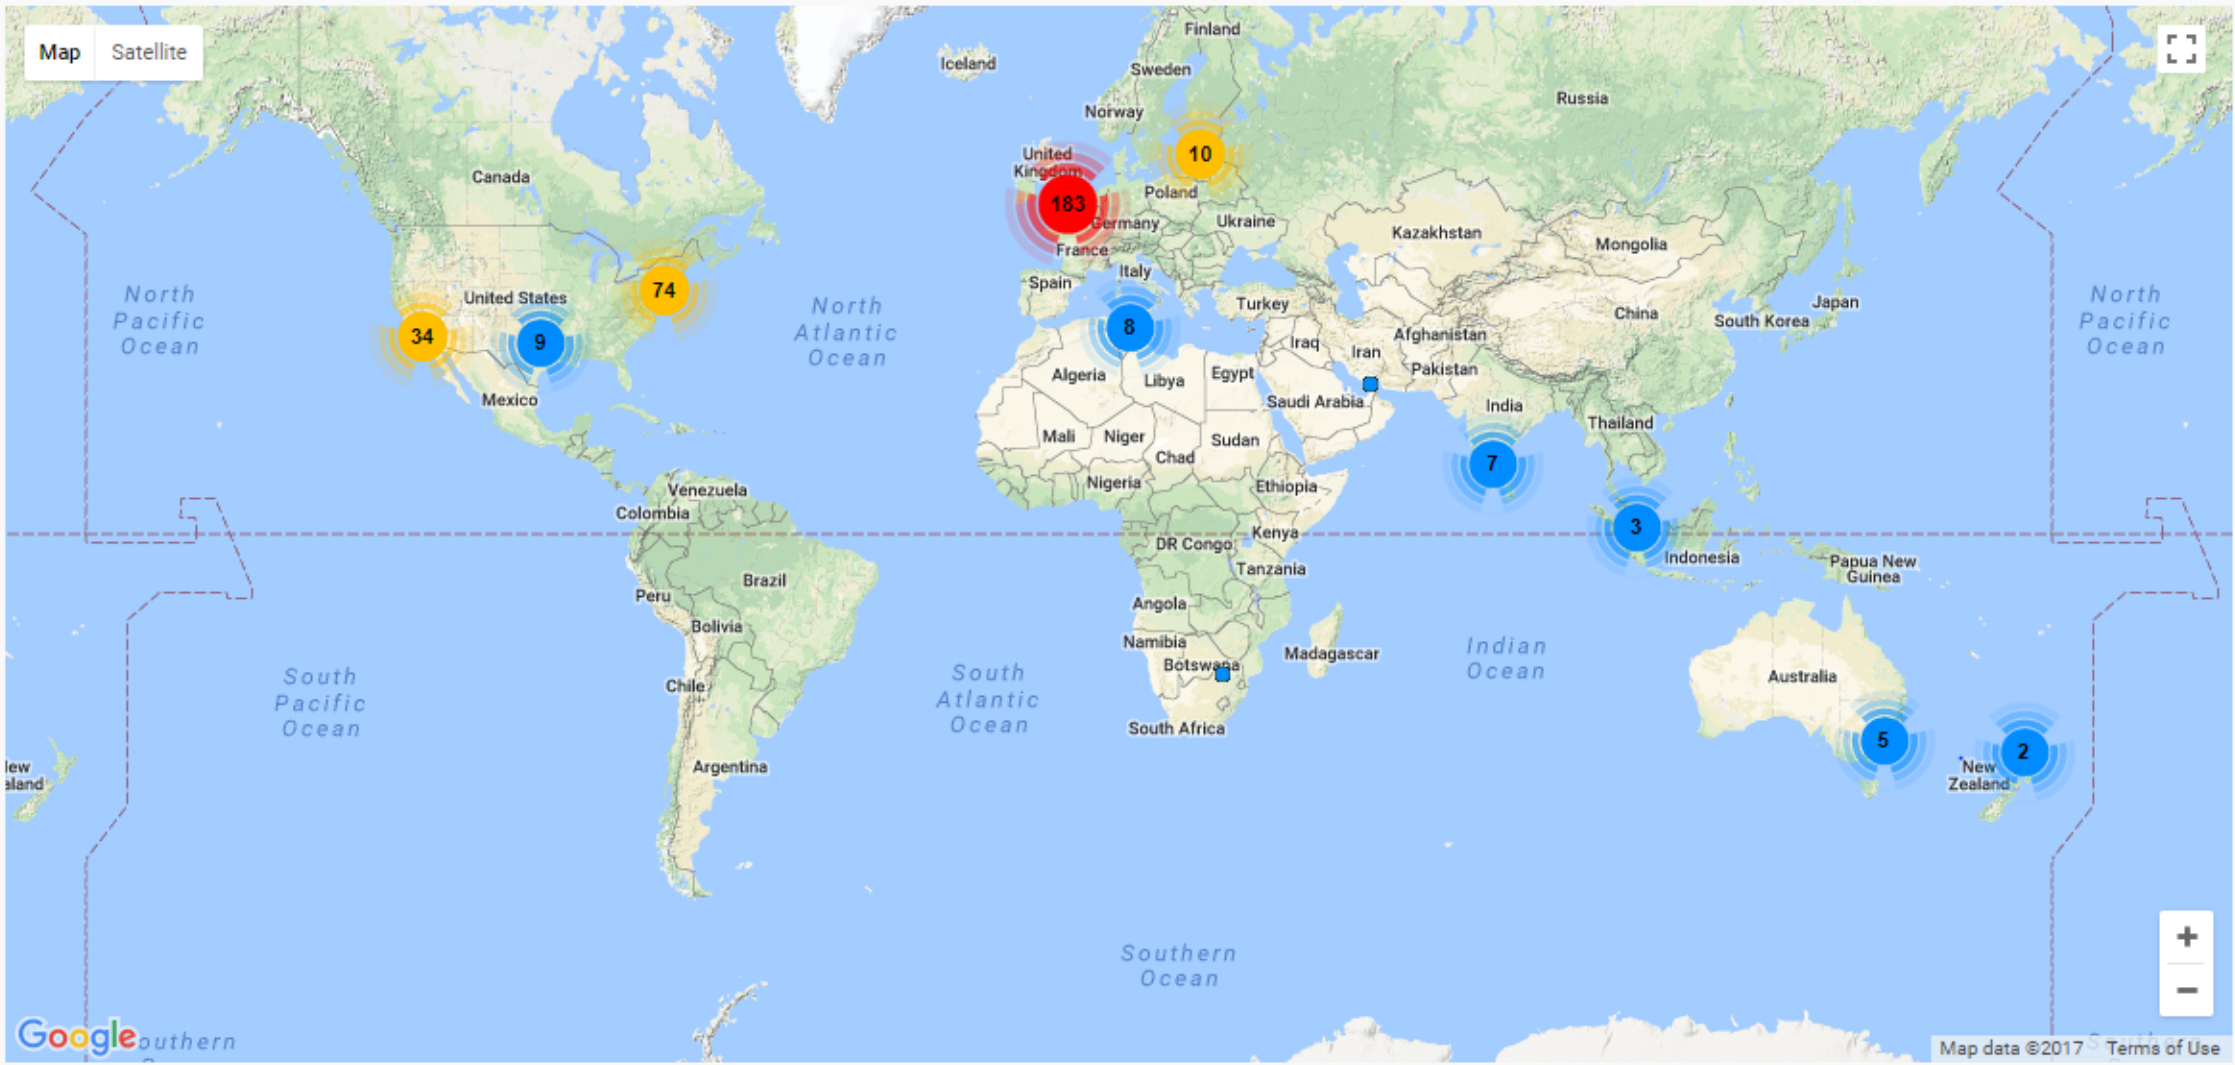 Map Satellite
Finland
Iceland
Sweden
Russia
Norway
United
Kingdom
10
Canada
Poland
183
Germany
Ukraine
Kazakhstan
Mongolia
France
Italy
Spain
74
United States
North
Pacific
Ocean
North
Atlantic
Ocean
Turkey
Japan
China
South Korea
North
Pacific
Ocean
34
9
8
Afghanistan
Iraq
Iran
Pakistan
Algeria
Libya
Egypt
Mexico
Saudi Arabia
India
Thailand
Mali
Niger
Sudan
Chad
7
Nigeria
Ethiopia
Venezuela
Colombia
3
Kenya
DR Congo
Indonesia
Tanzania
Papua New
Guinea
Brazil
Peru
Angola
Bolivia
Namibia
Madagascar
Indian
Ocean
Botswana
South
Pacific
Ocean
South
Atlantic
Ocean
Chile
Australia
South Africa
5
2
Argentina
New
Zealand
ew
aland
Southern
Ocean
+
−
Google
outhern
Map data ©2017 Terms of Use